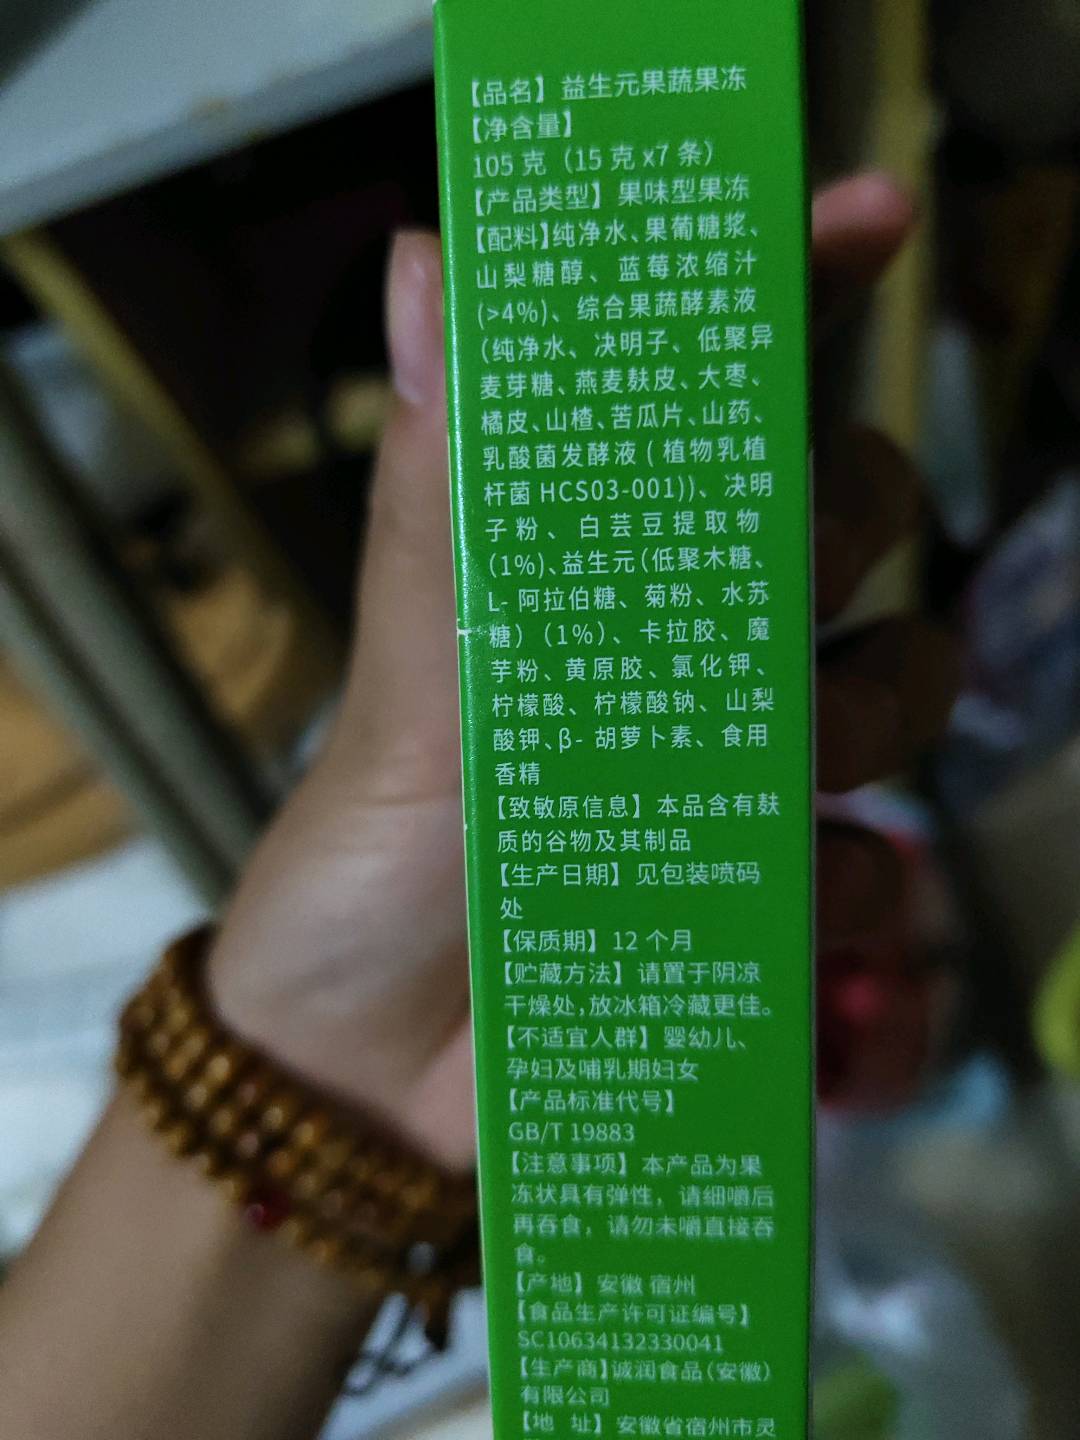 【品名】益生元果蔬果冻
【净含量】
105 克（15 克 x7 条）
【产品类型】果味型果冻
【配料】纯净水、果葡糖浆、
山梨糖醇、蓝莓浓缩汁
(>4%)、综合果蔬酵素液
（纯净水、决明子、低聚异
麦芽糖、燕麦麸皮、大枣、
橘皮、山楂、苦瓜片、山药、
乳酸菌发酵液 ( 植物乳植
杆菌 HCS03-001))、决明
子粉、白芸豆提取物
(1%)、益生元（低聚木糖、
L- 阿拉伯糖、菊粉、水苏
糖）(1%)、卡拉胶、魔
芋粉、黄原胶、氯化钾、
柠檬酸、柠檬酸钠、山梨
酸钾、β- 胡萝卜素、食用
香精
【致敏原信息】本品含有麸
质的谷物及其制品
【生产日期】见包装喷码
处
【保质期】12 个月
【贮藏方法】请置于阴凉
干燥处，放冰箱冷藏更佳。
【不适宜人群】婴幼儿、
孕妇及哺乳期妇女
【产品标准代号】
GB/T 19883
【注意事项】本产品为果
冻状具有弹性，请细嚼后
再吞食，请勿未嚼直接吞
食。
【产地】安徽 宿州
【食品生产许可证编号】
SC10634132330041
【生产商】诚润食品（安徽）
有限公司
【地 址】安徽省宿州市灵